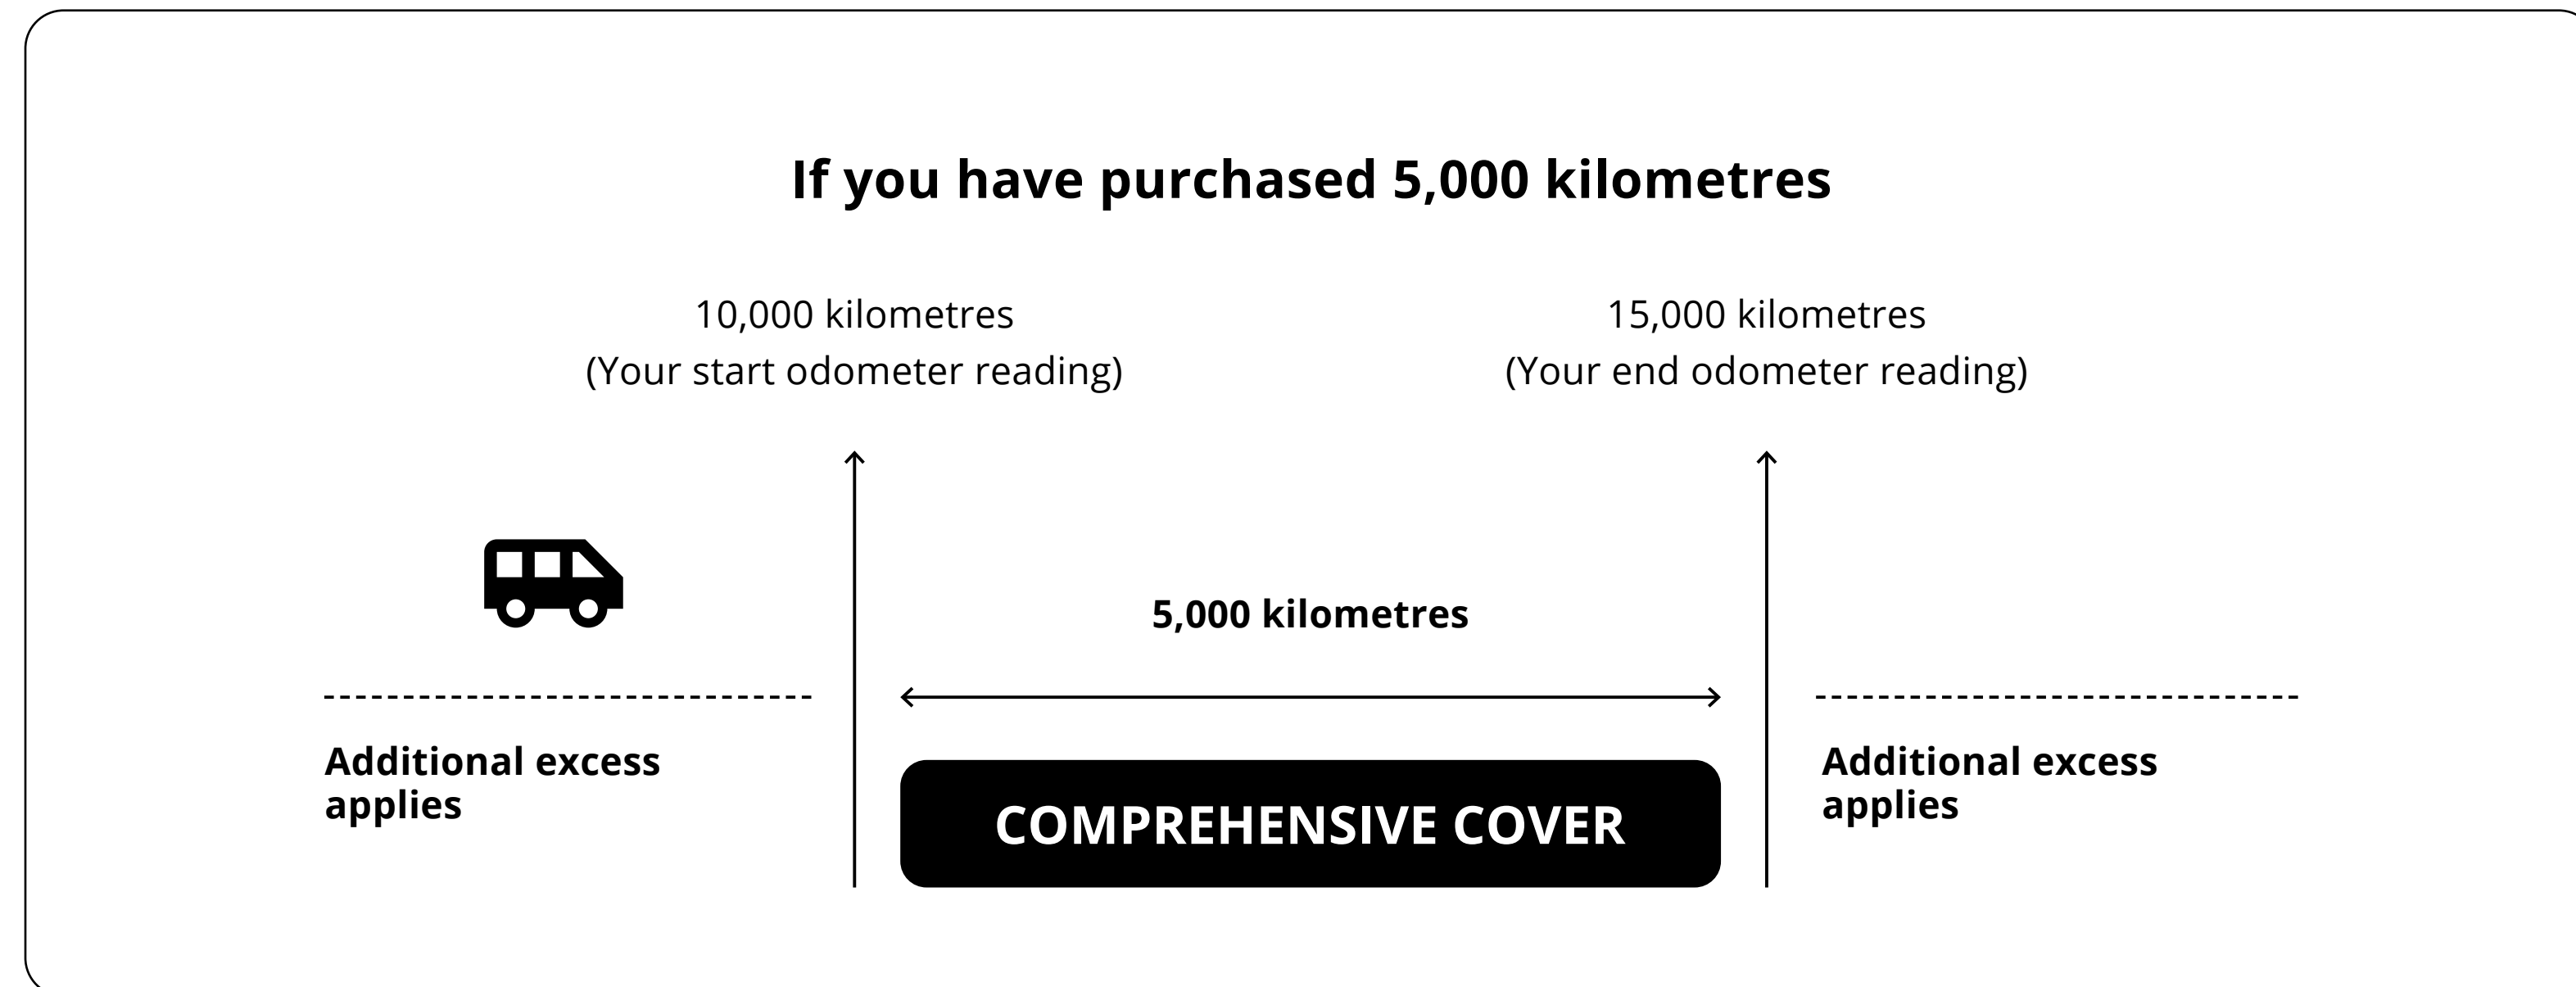 If you have purchased 5,000 kilometres
10,000 kilometres
(Your start odometer reading)
15,000 kilometres
(Your end odometer reading)
5,000 kilometres
Additional excess
applies
COMPREHENSIVE COVER
Additional excess
applies